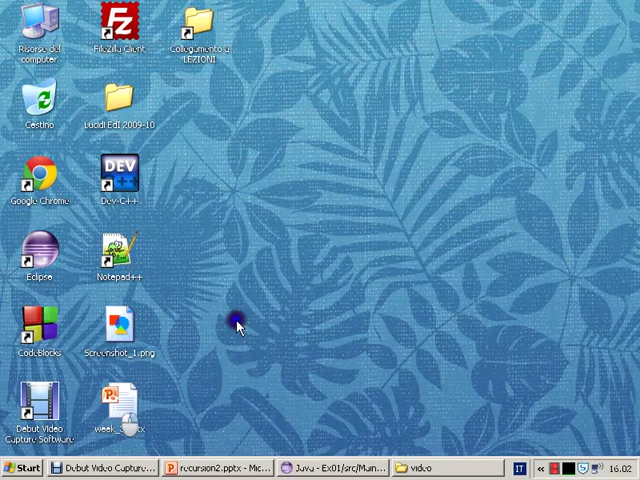 Risorse del
computer
FileZilla Client
Collegamento a
LEZIONI
Cestino
Lucidi EdI 2009-10
Google Chrome
DEV
Dev-C++
Eclipse
Notepad++
CodeBlocks
Screenshot_1.png
Debut Video
Capture Software
Start
Debut Video Capture...
recursion2.pptx - Mic...
Java - Ex01/src/Man...
video
IT
«
16.02